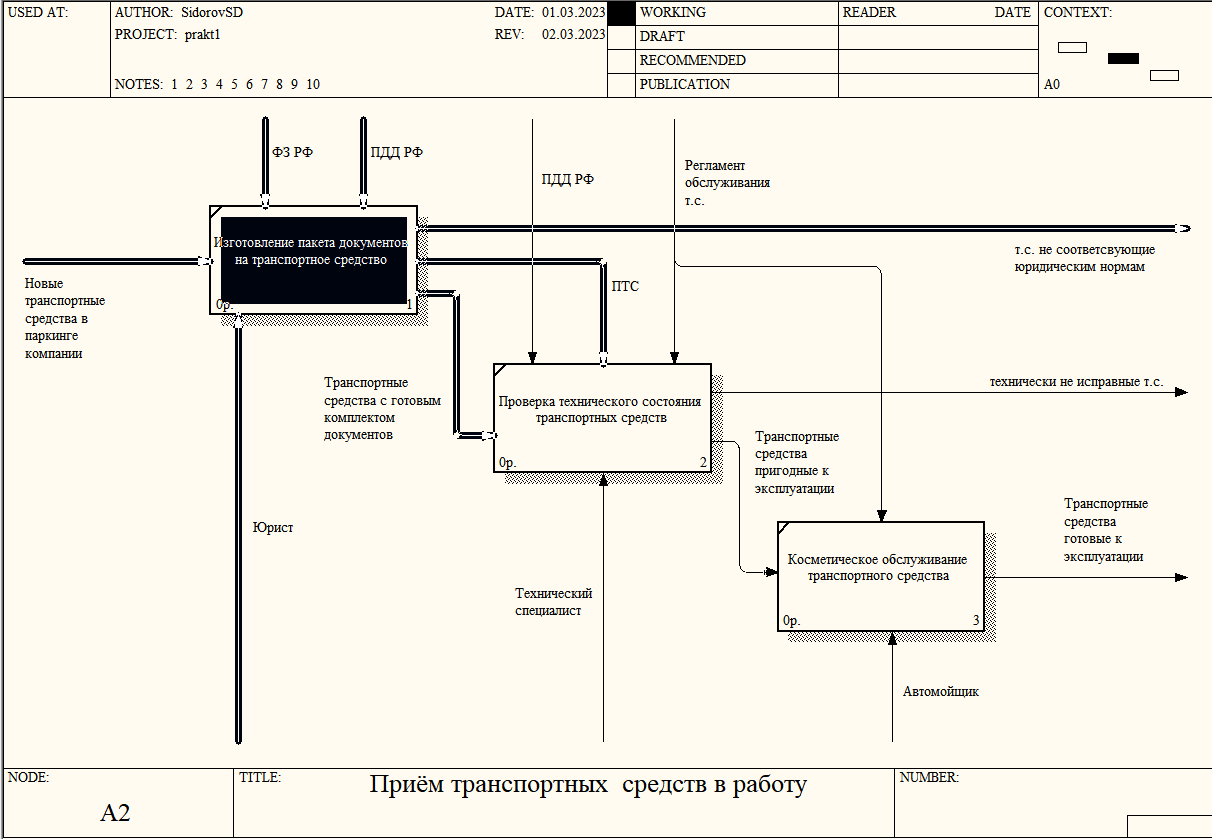 USED AT:
AUTHOR: SidorovSD
DATE: 01.03.2023
PROJECT: prakt1
REV: 02.03.2023
NOTES: 1 2 3 4 5 6 7 8 9 10
WORKING
DRAFT
RECOMMENDED
PUBLICATION
READER
DATE
CONTEXT:
A0
ФЗ РФ
ПДД РФ
ПДД РФ
Регламент
обслуживания
т.с.
Изготовление пакета документов
на транспортное средство
0р.
1
т.с. не соответсвующие
юридическим нормам
Новые
транспортные
средства в
паркинге
компании
ПТС
Транспортные
средства с готовым
комплектом
документов
Проверка технического состояния
транспортных средств
0р.
2
технически не исправные т.с.
Транспортные
средства
пригодные к
эксплуатации
Юрист
Транспортные
средства
готовые к
эксплуатации
Косметическое обслуживание
транспортного средства
0р.
3
Технический
специалист
Автомойщик
NODE:
A2
TITLE:
Приём транспортных средств в работу
NUMBER: